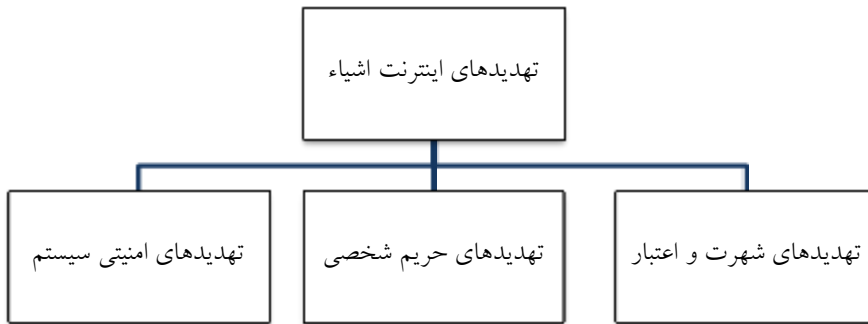 تهدیدهای اینترنت اشیاء
تهدیدهای شهرت و اعتبار
تهدیدهای حریم شخصی
تهدیدهای امنیتی سیستم